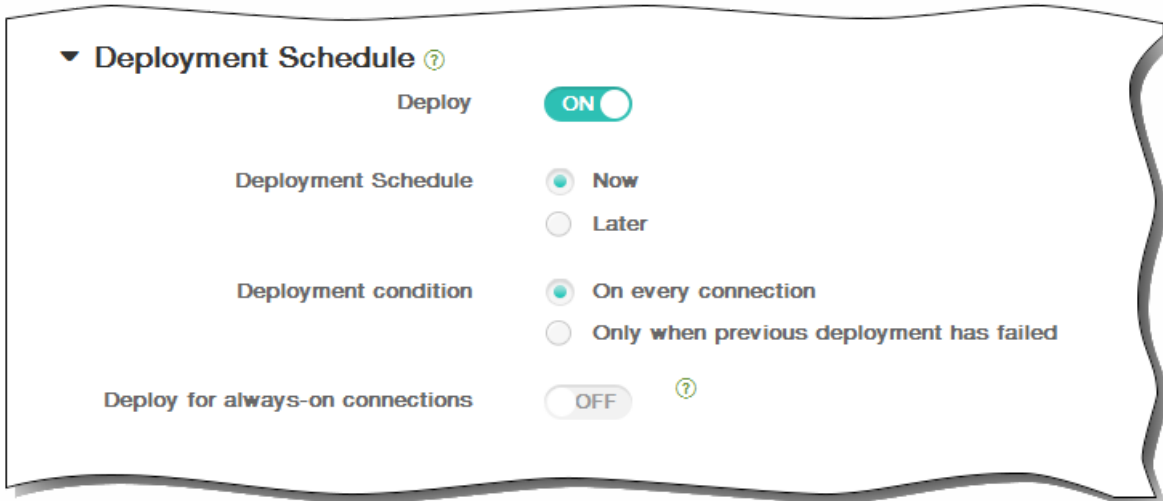 Deployment Schedule ?
Deploy ON
Deployment Schedule Now
Later
Deployment condition On every connection
Only when previous deployment has failed
Deploy for always-on connections OFF ?